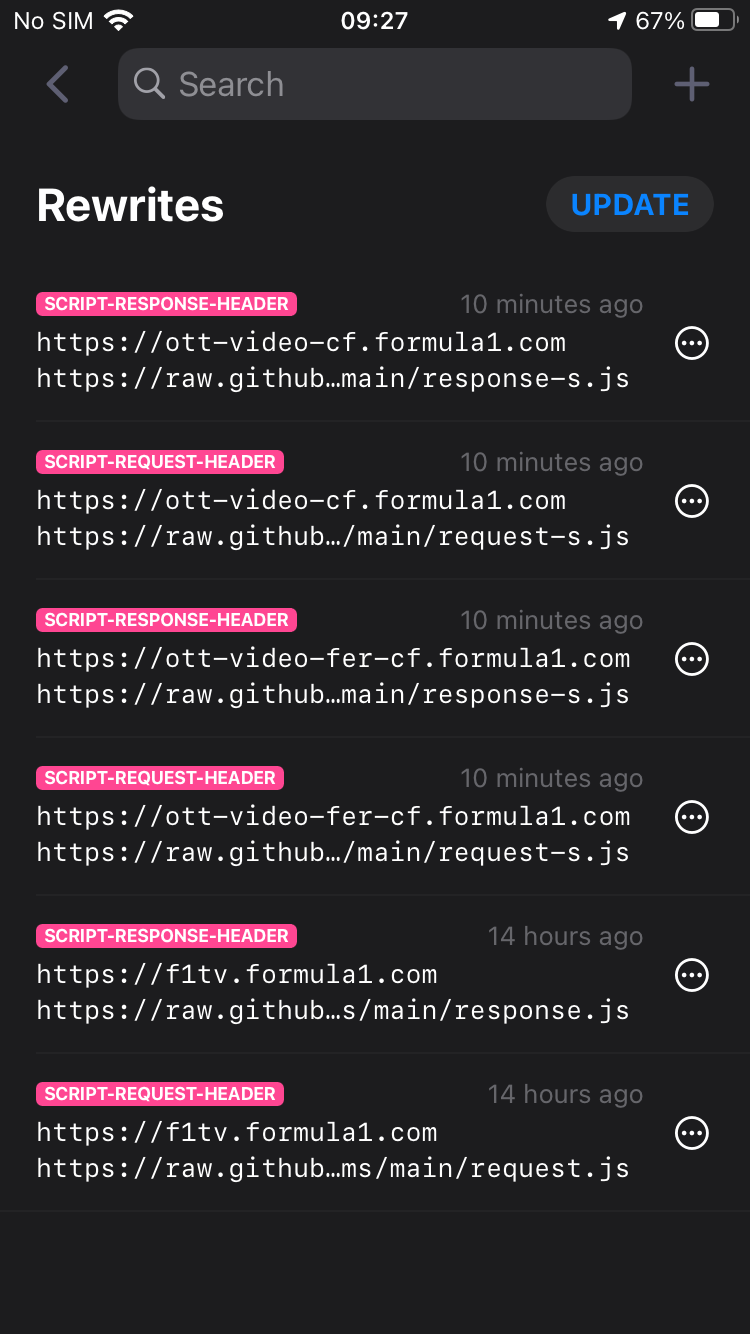 No SIM 09:27 67%
Search
Rewrites UPDATE
SCRIPT-RESPONSE-HEADER 10 minutes ago
https://ott-video-cf.formula1.com
https://raw.github…main/response-s.js
SCRIPT-REQUEST-HEADER 10 minutes ago
https://ott-video-cf.formula1.com
https://raw.github…/main/request-s.js
SCRIPT-RESPONSE-HEADER 10 minutes ago
https://ott-video-fer-cf.formula1.com
https://raw.github…main/response-s.js
SCRIPT-REQUEST-HEADER 10 minutes ago
https://ott-video-fer-cf.formula1.com
https://raw.github…/main/request-s.js
SCRIPT-RESPONSE-HEADER 14 hours ago
https://f1tv.formula1.com
https://raw.github…s/main/response.js
SCRIPT-REQUEST-HEADER 14 hours ago
https://f1tv.formula1.com
https://raw.github…ms/main/request.js